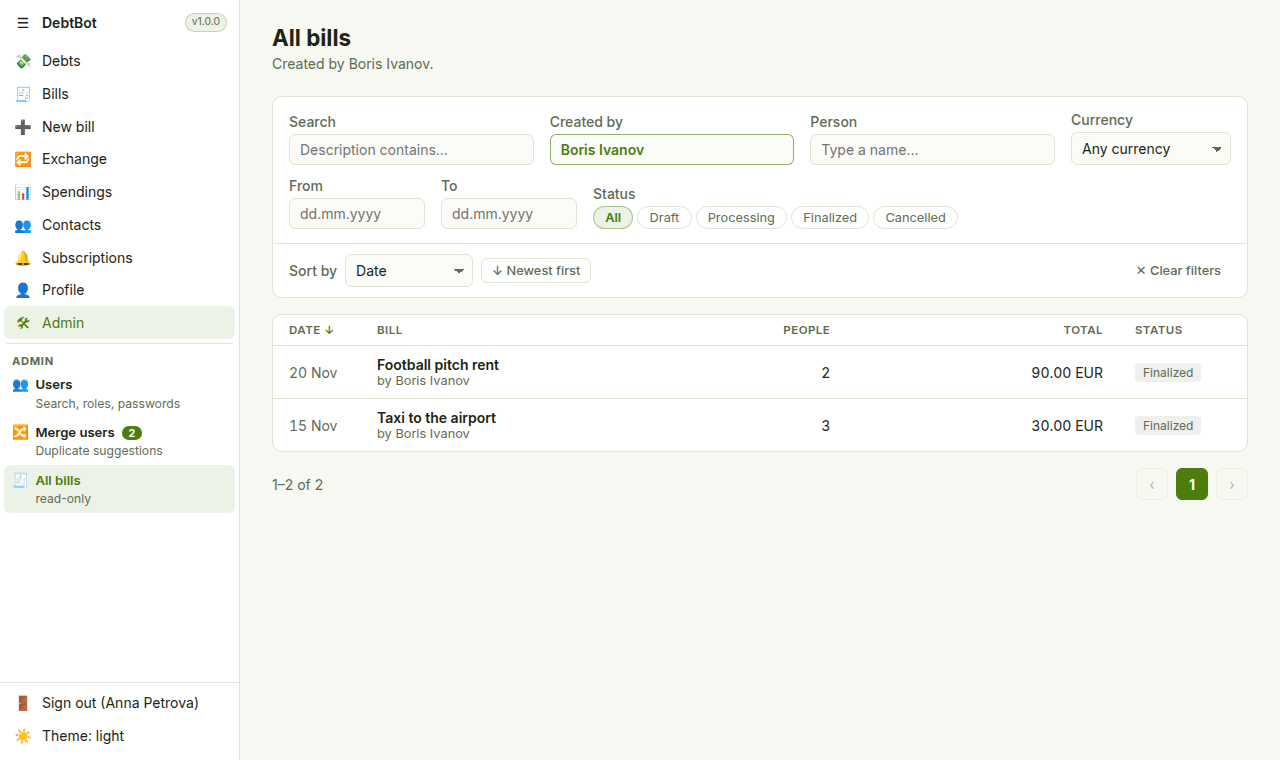 ☰ DebtBot v1.0.0
Debts
Bills
New bill
Exchange
Spendings
Contacts
Subscriptions
Profile
Admin
ADMIN
Users
Search, roles, passwords
Merge users 2
Duplicate suggestions
All bills
read-only
Sign out (Anna Petrova)
Theme: light
All bills
Created by Boris Ivanov.
Search Created by Person Currency
Description contains... Boris Ivanov Type a name... Any currency
From To Status
dd.mm.yyyy dd.mm.yyyy All Draft Processing Finalized Cancelled
Sort by Date ↓ Newest first ✕ Clear filters
DATE ↓ BILL PEOPLE TOTAL STATUS
20 Nov Football pitch rent 2 90.00 EUR Finalized
by Boris Ivanov
15 Nov Taxi to the airport 3 30.00 EUR Finalized
by Boris Ivanov
1–2 of 2 ‹ 1 ›